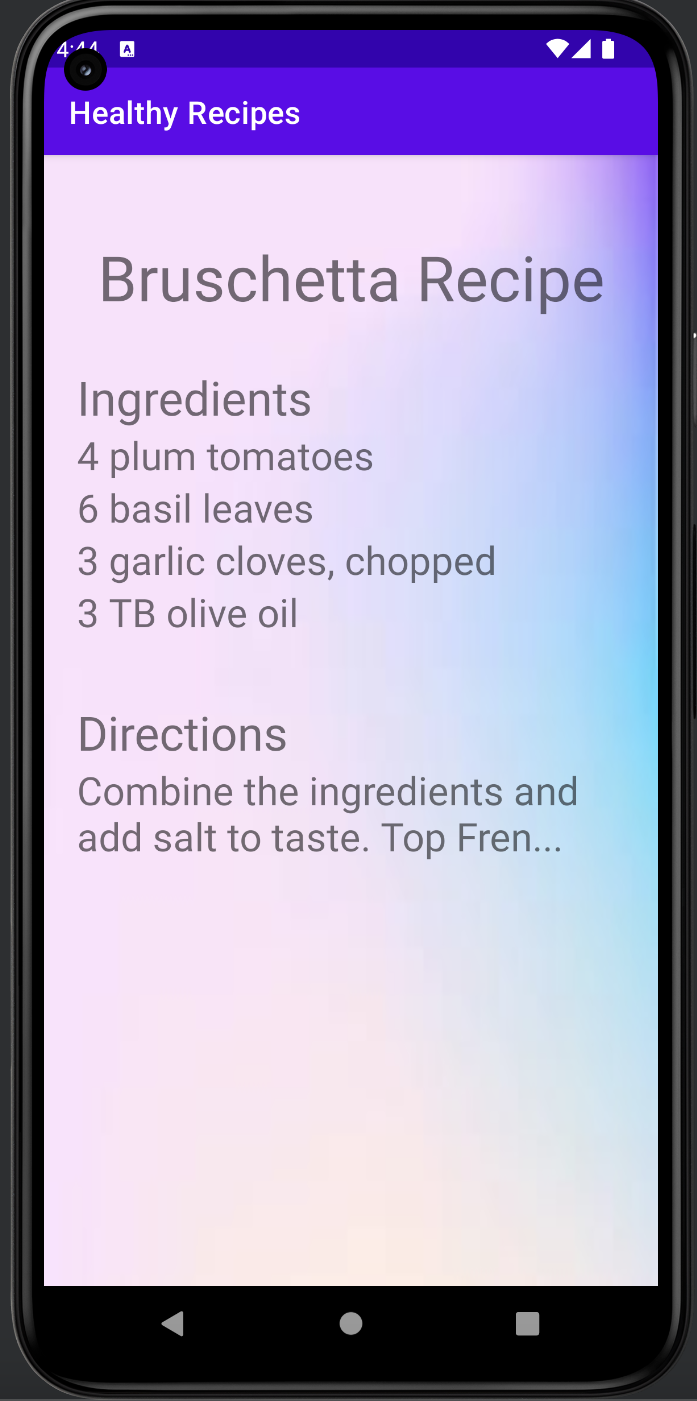 4:44
Healthy Recipes
Bruschetta Recipe
Ingredients
4 plum tomatoes
6 basil leaves
3 garlic cloves, chopped
3 TB olive oil
Directions
Combine the ingredients and
add salt to taste. Top Fren...